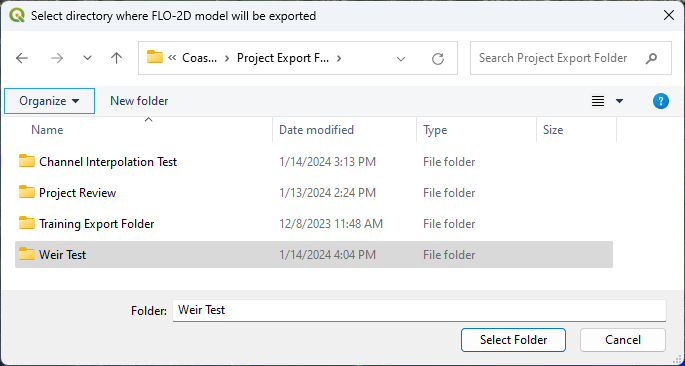 Select directory where FLO-2D model will be exported
« Coas... > Project Export F... >
Search Project Export Folder
Organize
New folder
Name Date modified Type Size
Channel Interpolation Test 1/14/2024 3:13 PM File folder
Project Review 1/13/2024 2:24 PM File folder
Training Export Folder 12/8/2023 11:48 AM File folder
Weir Test 1/14/2024 4:04 PM File folder
Folder: Weir Test
Select Folder Cancel